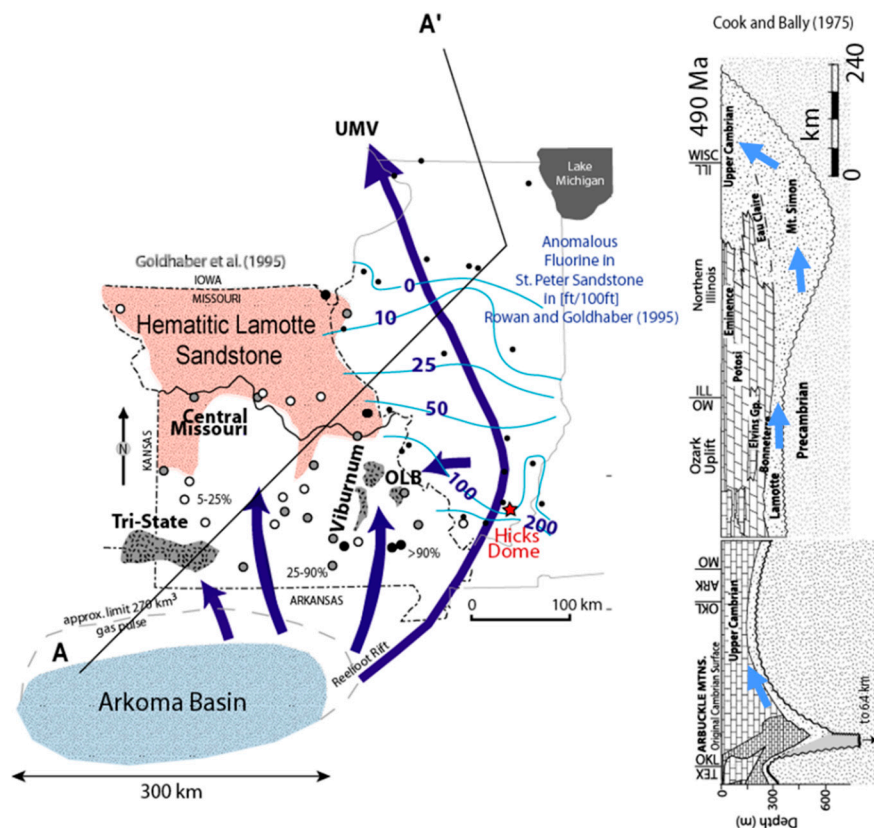 A'
UMV
Lake
Michigan
Goldhaber et al. (1995)
Anomalous
Fluorine in
St. Peter Sandstone
in [ft/100ft]
Rowan and Goldhaber (1995)
IOWA
MISSOURI
Hematitic Lamotte
Sandstone
0
10
25
50
100
200
N
KANSAS
Central
Missouri
Viburnum
OLB
5-25%
Tri-State
Hicks
Dome
>90%
25-90%
ARKANSAS
0
100 km
approx. limit 270 km³
gas pulse
A
Reelfoot Rift
Arkoma Basin
300 km
Cook and Bally (1975)
490 Ma
240
km
0
WISC
ILL
Upper Cambrian
Eau Claire
Mt. Simon
Northern
Illinois
Eminence
Potosi
ILL
MO
Elvins Gp.
Bonneterre
Ozark
Uplift
Lamotte
Precambrian
MO
ARK
OKL
Upper Cambrian
ARBUCKLE MTNS.
Original Cambrian Surface
to 6.4 km
OKL
TEX
0
300
600
Depth (m)